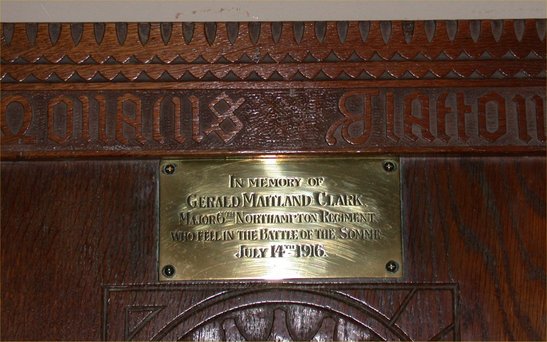 IN MEMORY OF
GERALD MAITLAND CLARK
MAJOR 6TH NORTHAMPTON REGIMENT
WHO FELL IN THE BATTLE OF THE SOMME
JULY 14TH 1916.